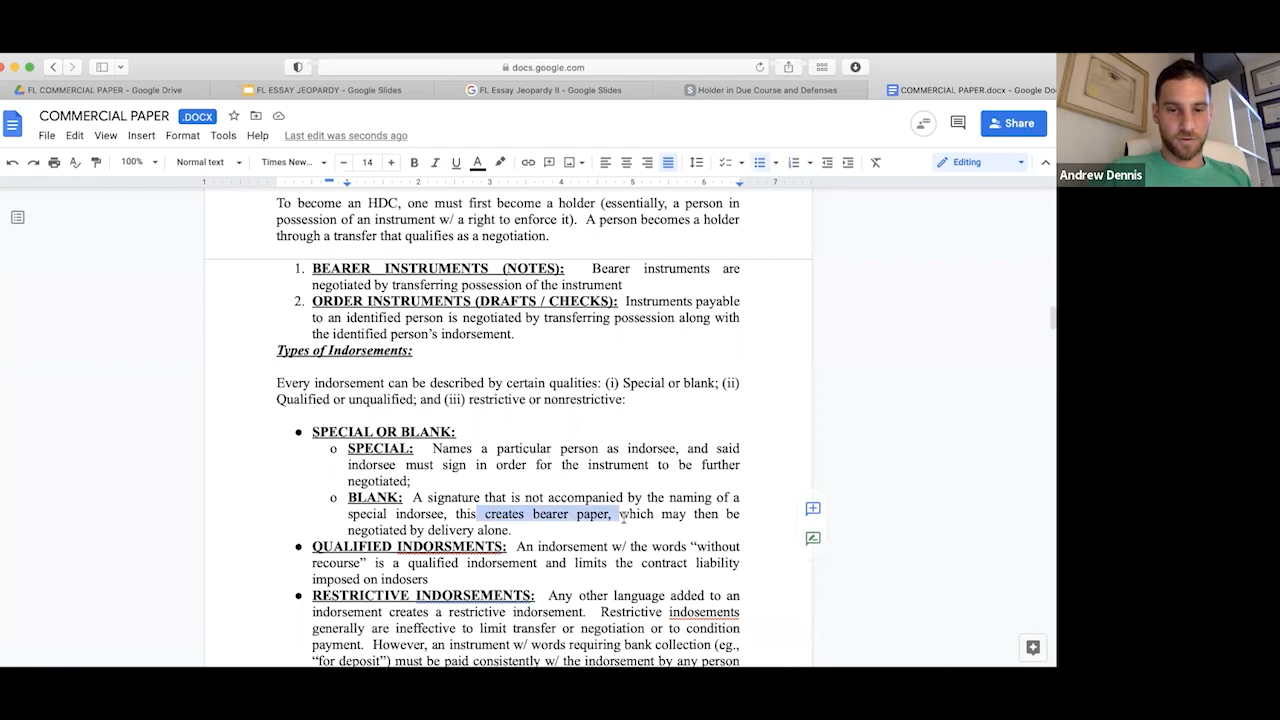 docs.google.com
FL COMMERCIAL PAPER - Google Drive
FL ESSAY JEOPARDY - Google Slides
FL Essay Jeopardy II - Google Slides
Holder in Due Course and Defenses
COMMERCIAL PAPER.docx - Google Do
COMMERCIAL PAPER .DOCX
File Edit View Insert Format Tools Help Last edit was seconds ago
Share
100% Normal text Times New... 14 B I U A Editing
1 2 3 4 5 6 7
Andrew Dennis
To become an HDC, one must first become a holder (essentially, a person in
possession of an instrument w/ a right to enforce it). A person becomes a holder
through a transfer that qualifies as a negotiation.
1. BEARER INSTRUMENTS (NOTES): Bearer instruments are
negotiated by transferring possession of the instrument
2. ORDER INSTRUMENTS (DRAFTS / CHECKS): Instruments payable
to an identified person is negotiated by transferring possession along with
the identified person's indorsement.
Types of Indorsements:
Every indorsement can be described by certain qualities: (i) Special or blank; (ii)
Qualified or unqualified; and (iii) restrictive or nonrestrictive:
● SPECIAL OR BLANK:
o SPECIAL: Names a particular person as indorsee, and said
indorsee must sign in order for the instrument to be further
negotiated;
o BLANK: A signature that is not accompanied by the naming of a
special indorsee, this creates bearer paper, which may then be
negotiated by delivery alone.
● QUALIFIED INDORSMENTS: An indorsement w/ the words “without
recourse” is a qualified indorsement and limits the contract liability
imposed on indosers
● RESTRICTIVE INDORSEMENTS: Any other language added to an
indorsement creates a restrictive indorsement. Restrictive indosements
generally are ineffective to limit transfer or negotiation or to condition
payment. However, an instrument w/ words requiring bank collection (eg.,
“for deposit”) must be paid consistently w/ the indorsement by any person